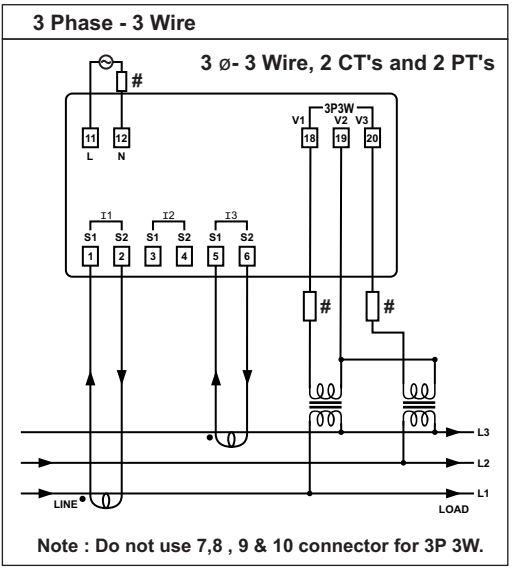 3 Phase - 3 Wire
3 ø- 3 Wire, 2 CT's and 2 PT's
#
3P3W
V1 V2 V3
11 12 18 19 20
L N
I1 I2 I3
S1 S2 S1 S2 S1 S2
1 2 3 4 5 6
# #
L3
L2
L1
LINE
LOAD
Note : Do not use 7,8 , 9 & 10 connector for 3P 3W.